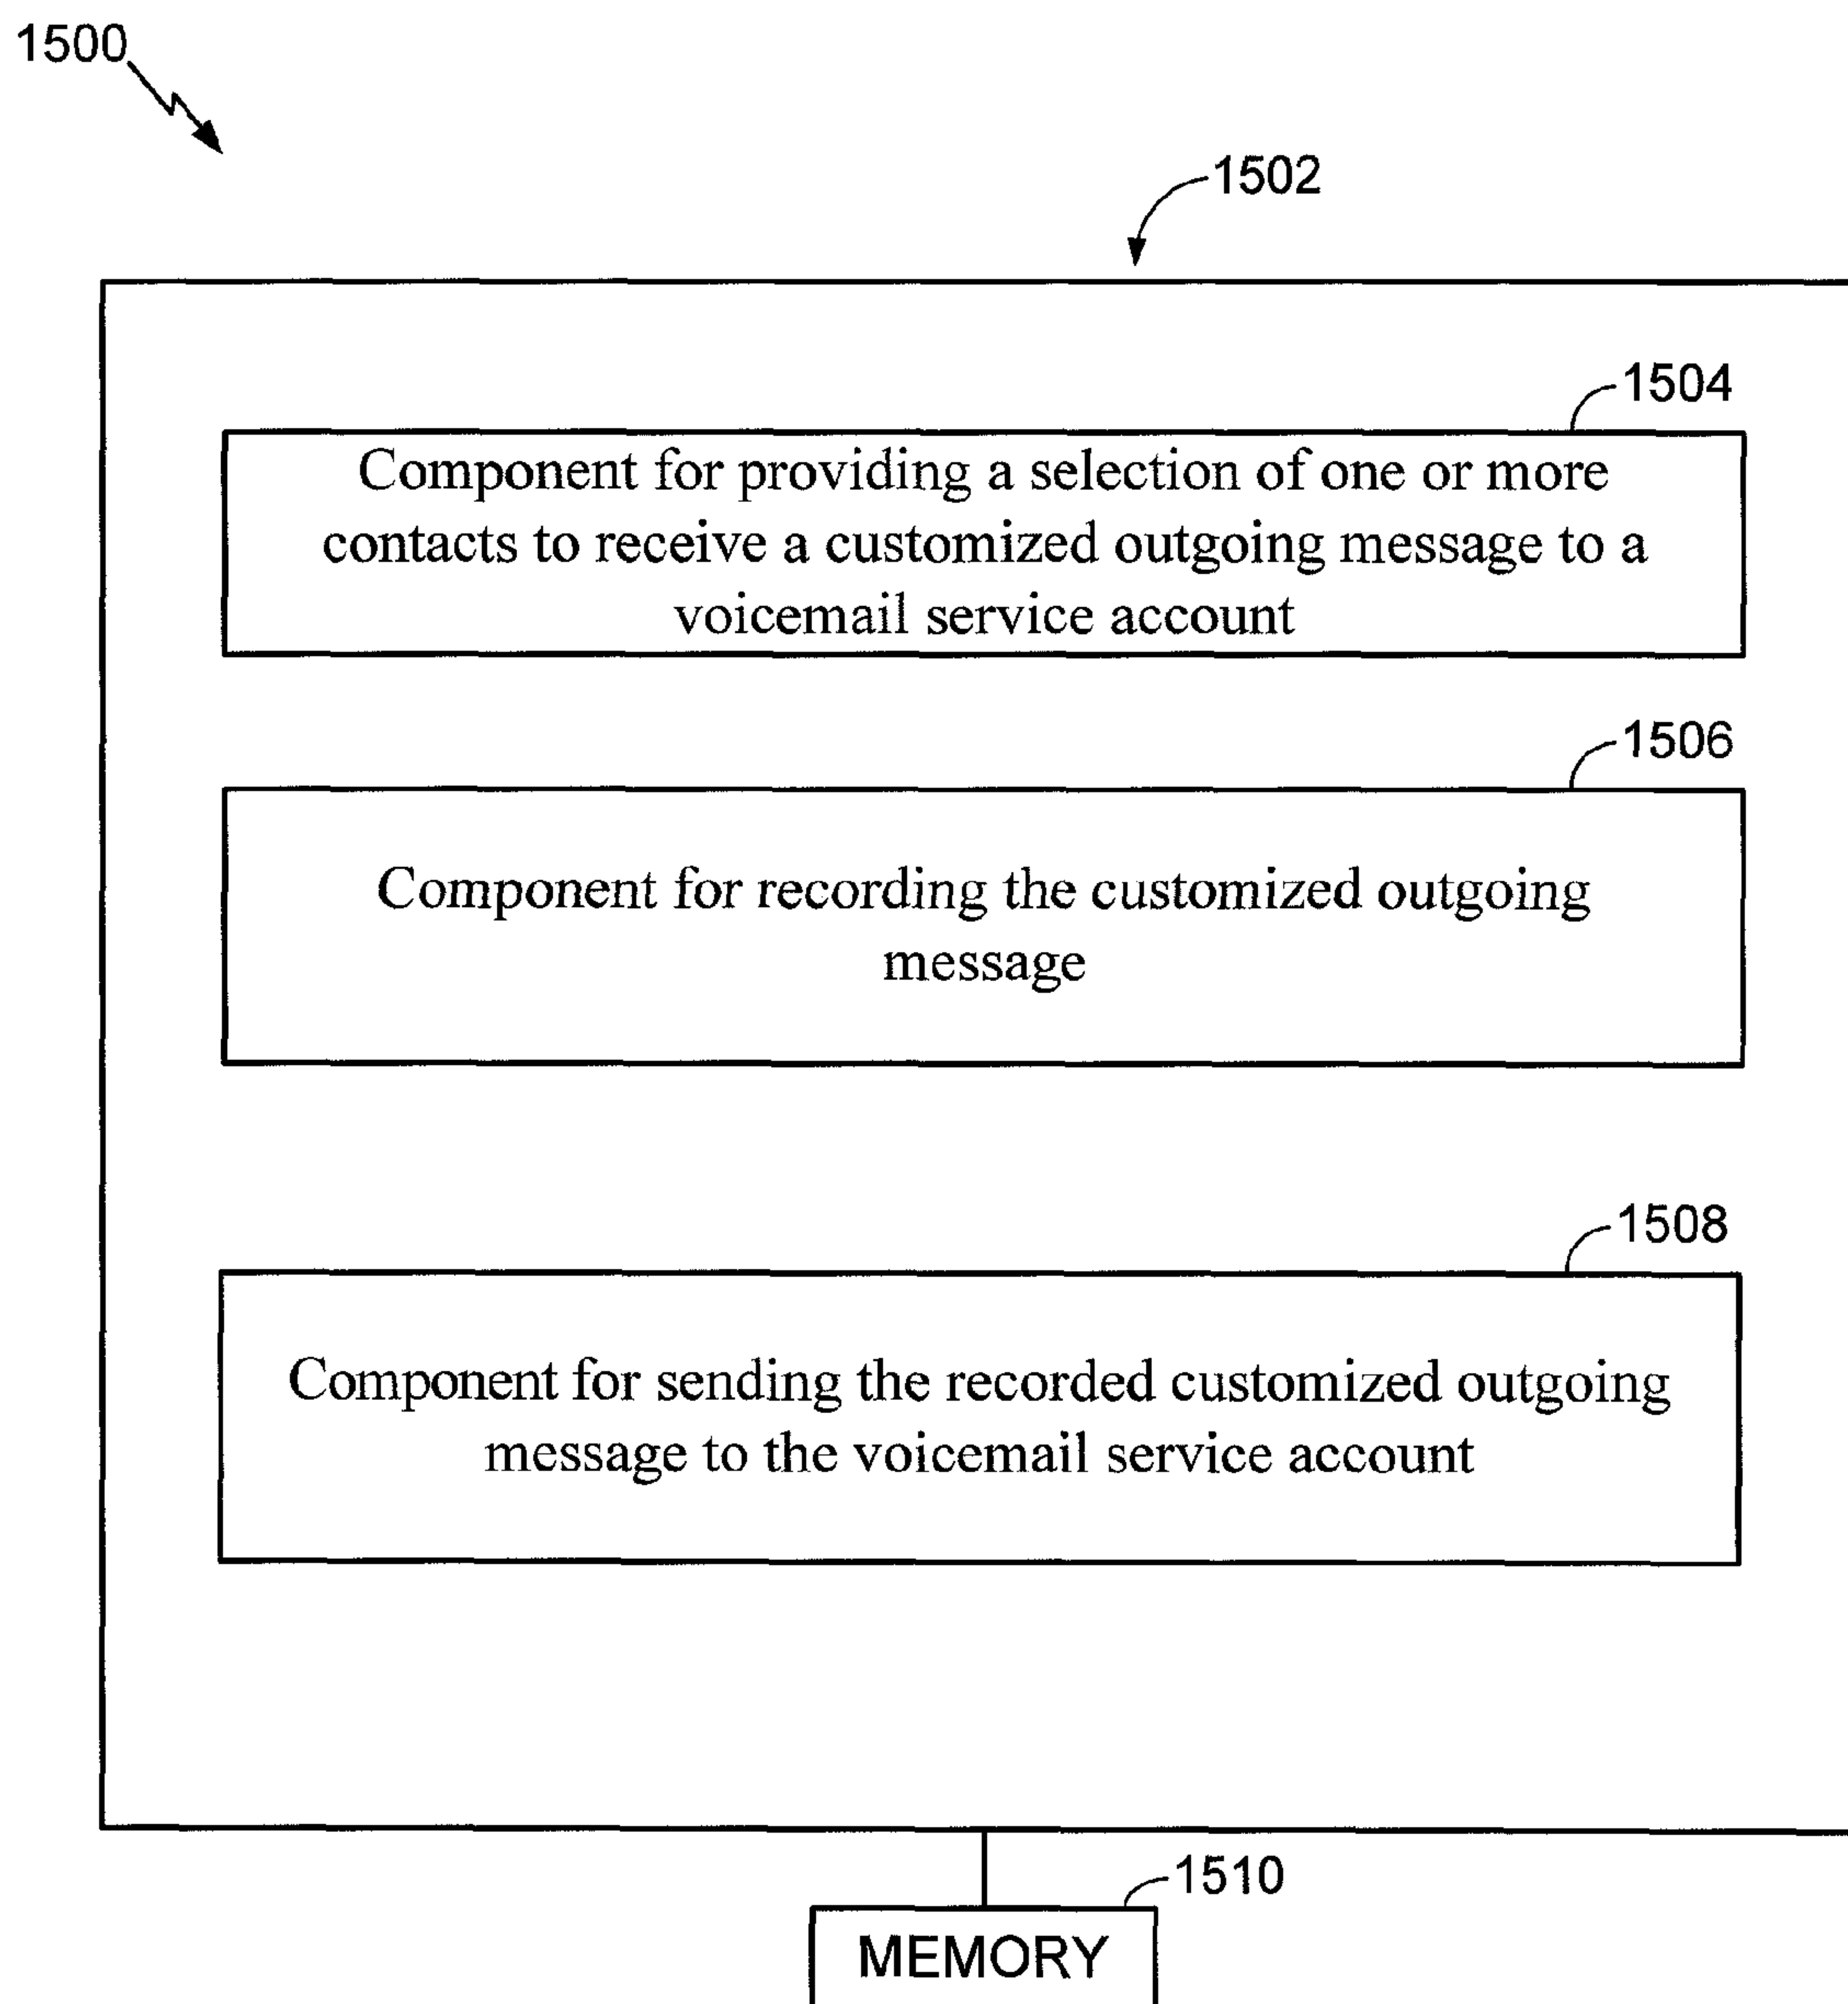 1500
1502
1504
Component for providing a selection of one or more
contacts to receive a customized outgoing message to a
voicemail service account
1506
Component for recording the customized outgoing
message
1508
Component for sending the recorded customized outgoing
message to the voicemail service account
1510
MEMORY